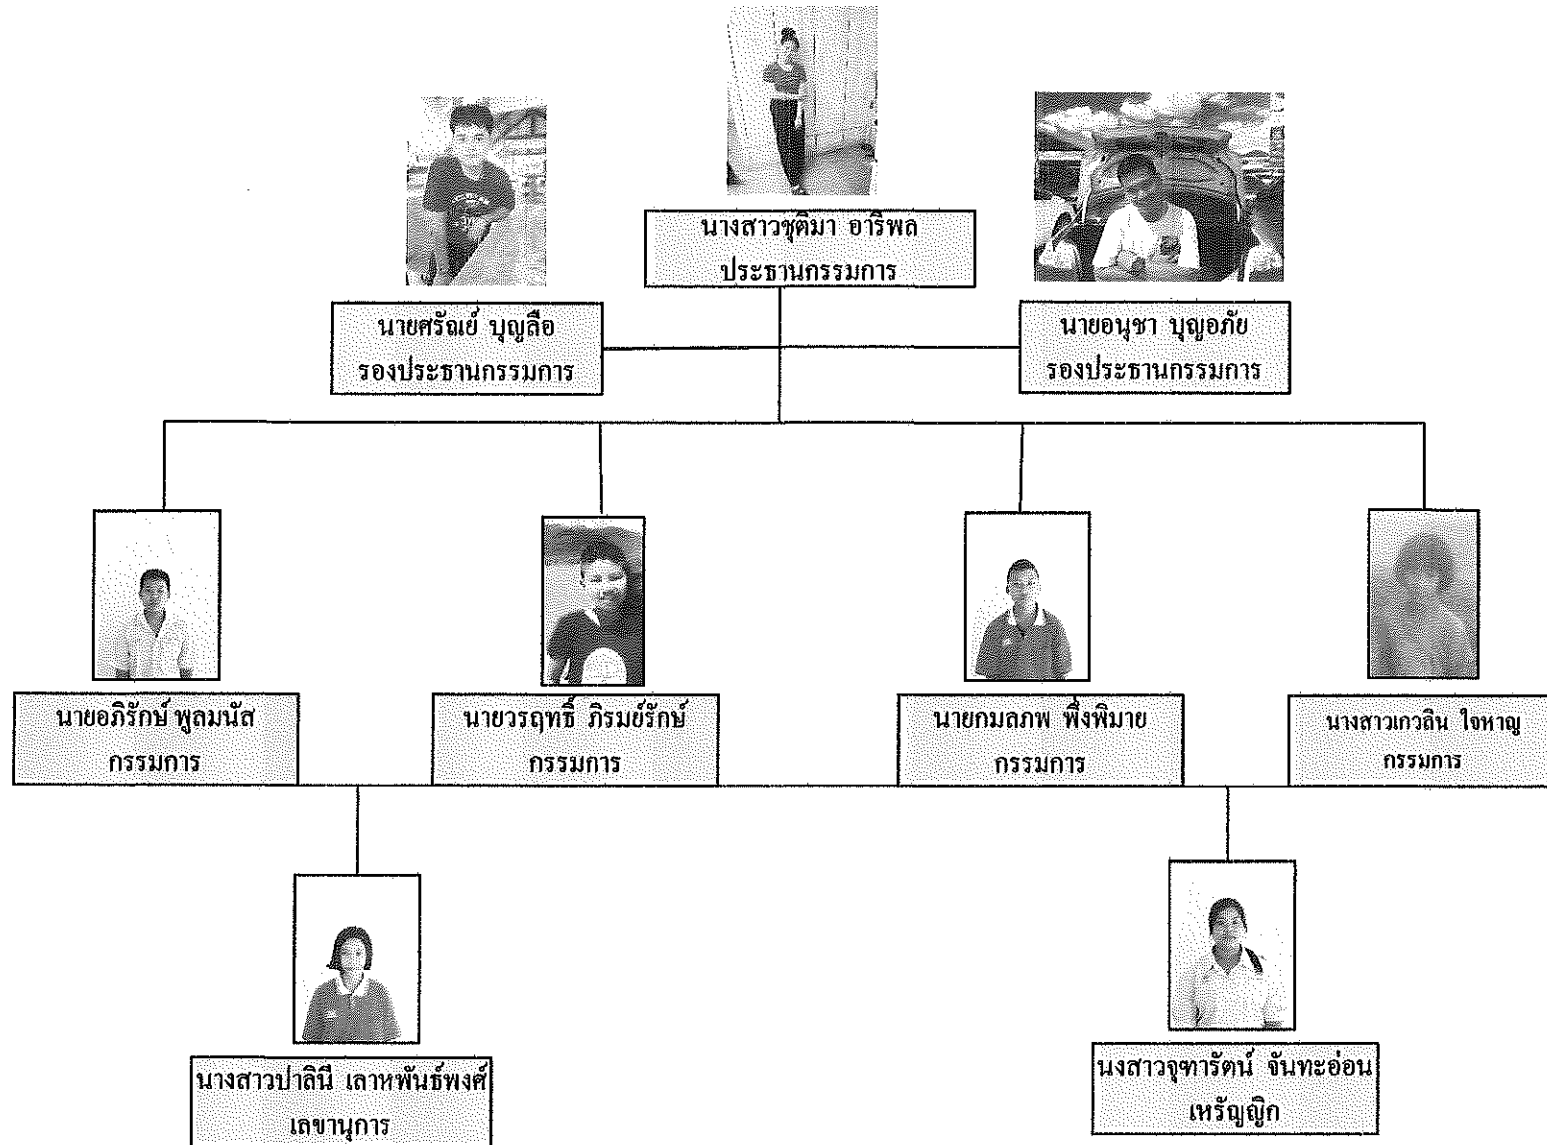 นางสาวชุติมา อาริพล
ประธานกรรมการ
นายศรัณย์ บุญลือ
รองประธานกรรมการ
นายอนุชา บุญอภัย
รองประธานกรรมการ
นายอภิรักษ์ พูลมนัส
กรรมการ
นายวรฤทธิ์ ภิรมย์รักษ์
กรรมการ
นายกมลภพ พึ่งพิมาย
กรรมการ
นางสาวเกวลิน ใจหาญ
กรรมการ
นางสาวปาลินี เลาหพันธ์พงศ์
เลขานุการ
นงสาวจุฑารัตน์ จันทะอ่อน
เหรัญญิก